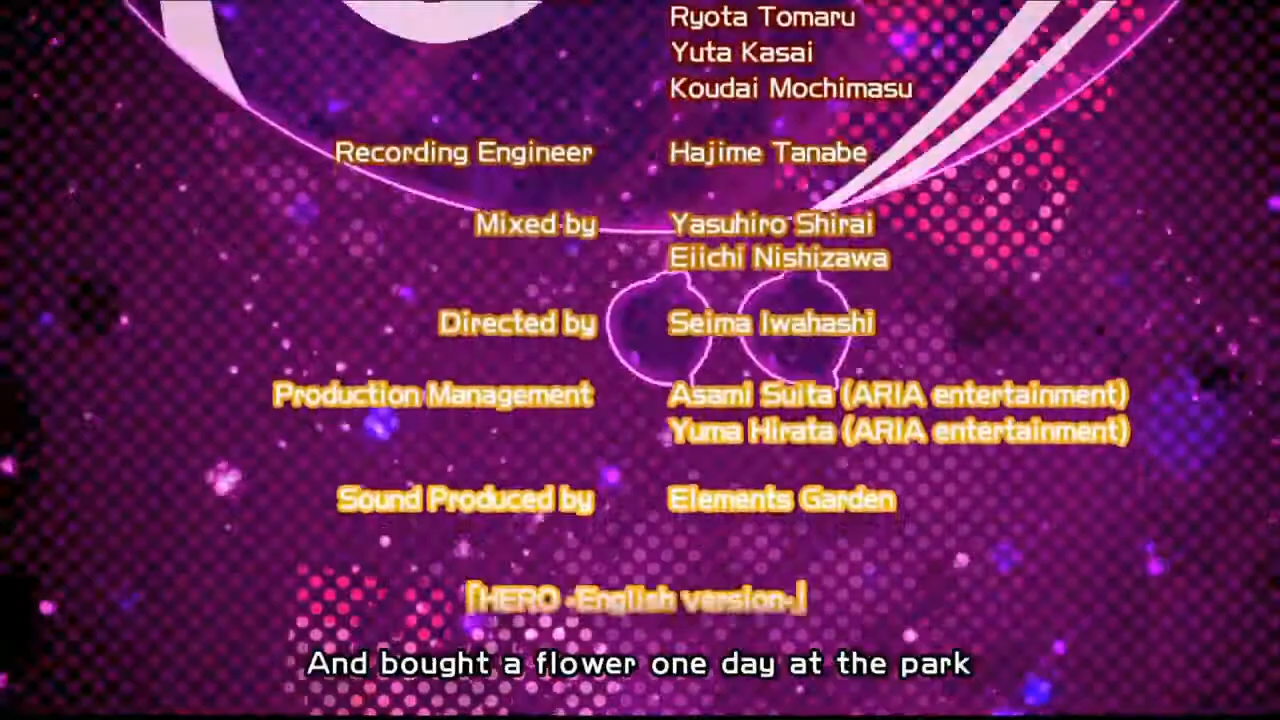 Ryota Tomaru
Yuta Kasai
Koudai Mochimasu
Recording Engineer Hajime Tanabe
Mixed by Yasuhiro Shirai
Eiichi Nishizawa
Directed by Seima Iwahashi
Production Management Asami Suita (ARIA entertainment)
Yuma Hirata (ARIA entertainment)
Sound Produced by Elements Garden
「HERO -English version-」
And bought a flower one day at the park